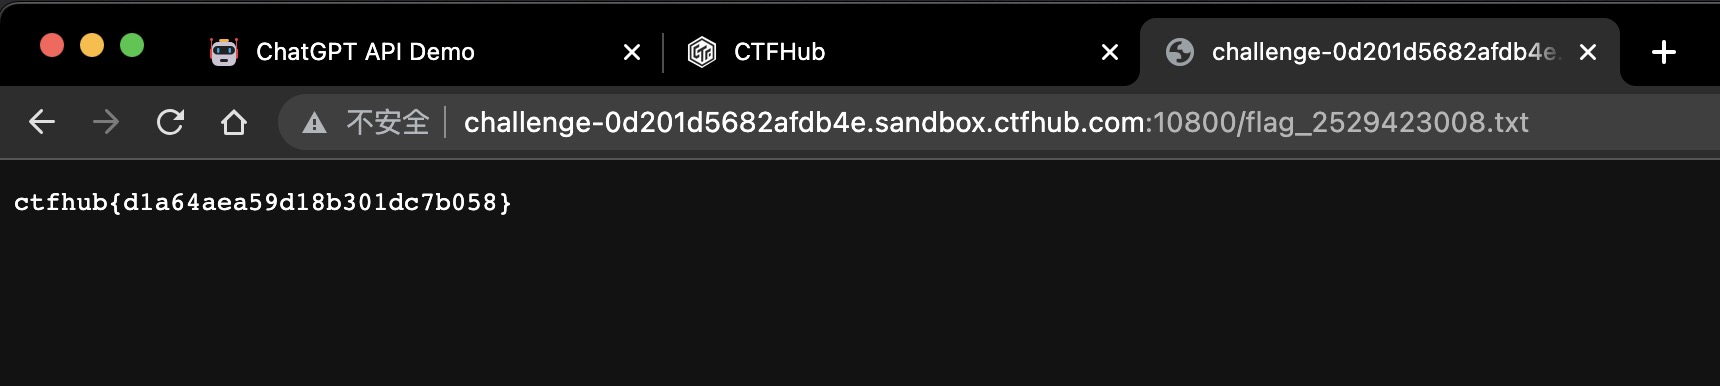 ChatGPT API Demo CTFHub challenge-0d201d5682afdb4e.
不安全 challenge-0d201d5682afdb4e.sandbox.ctfhub.com:10800/flag_2529423008.txt
ctfhub{d1a64aea59d18b301dc7b058}